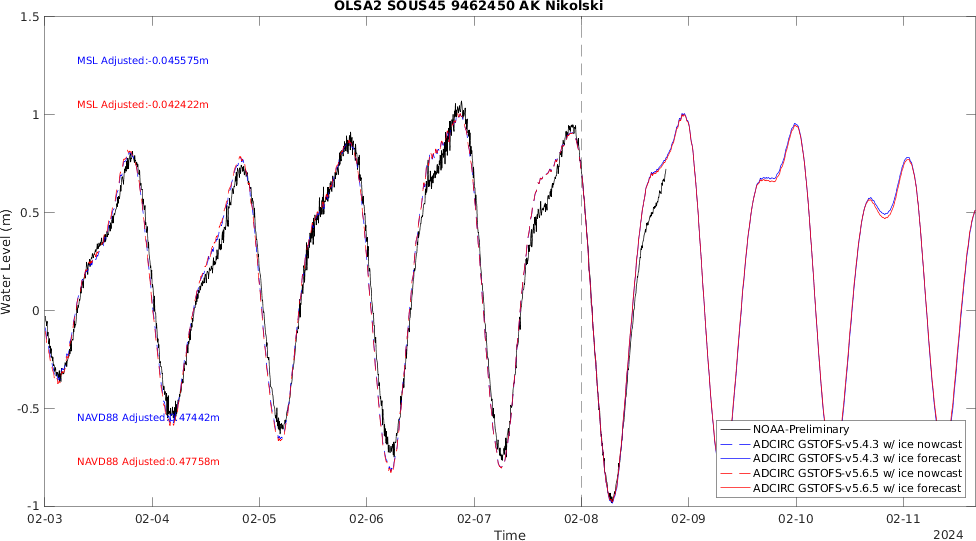 OLSA2 SOUS45 9462450 AK Nikolski
1.5
1
0.5
0
-0.5
-1
Water Level (m)
MSL Adjusted:-0.045575m
MSL Adjusted:-0.042422m
NAVD88 Adjusted:0.47442m
NAVD88 Adjusted:0.47758m
NOAA-Preliminary
ADCIRC GSTOFS-v5.4.3 w/ ice nowcast
ADCIRC GSTOFS-v5.4.3 w/ ice forecast
ADCIRC GSTOFS-v5.6.5 w/ ice nowcast
ADCIRC GSTOFS-v5.6.5 w/ ice forecast
02-03 02-04 02-05 02-06 02-07 02-08 02-09 02-10 02-11
Time
2024